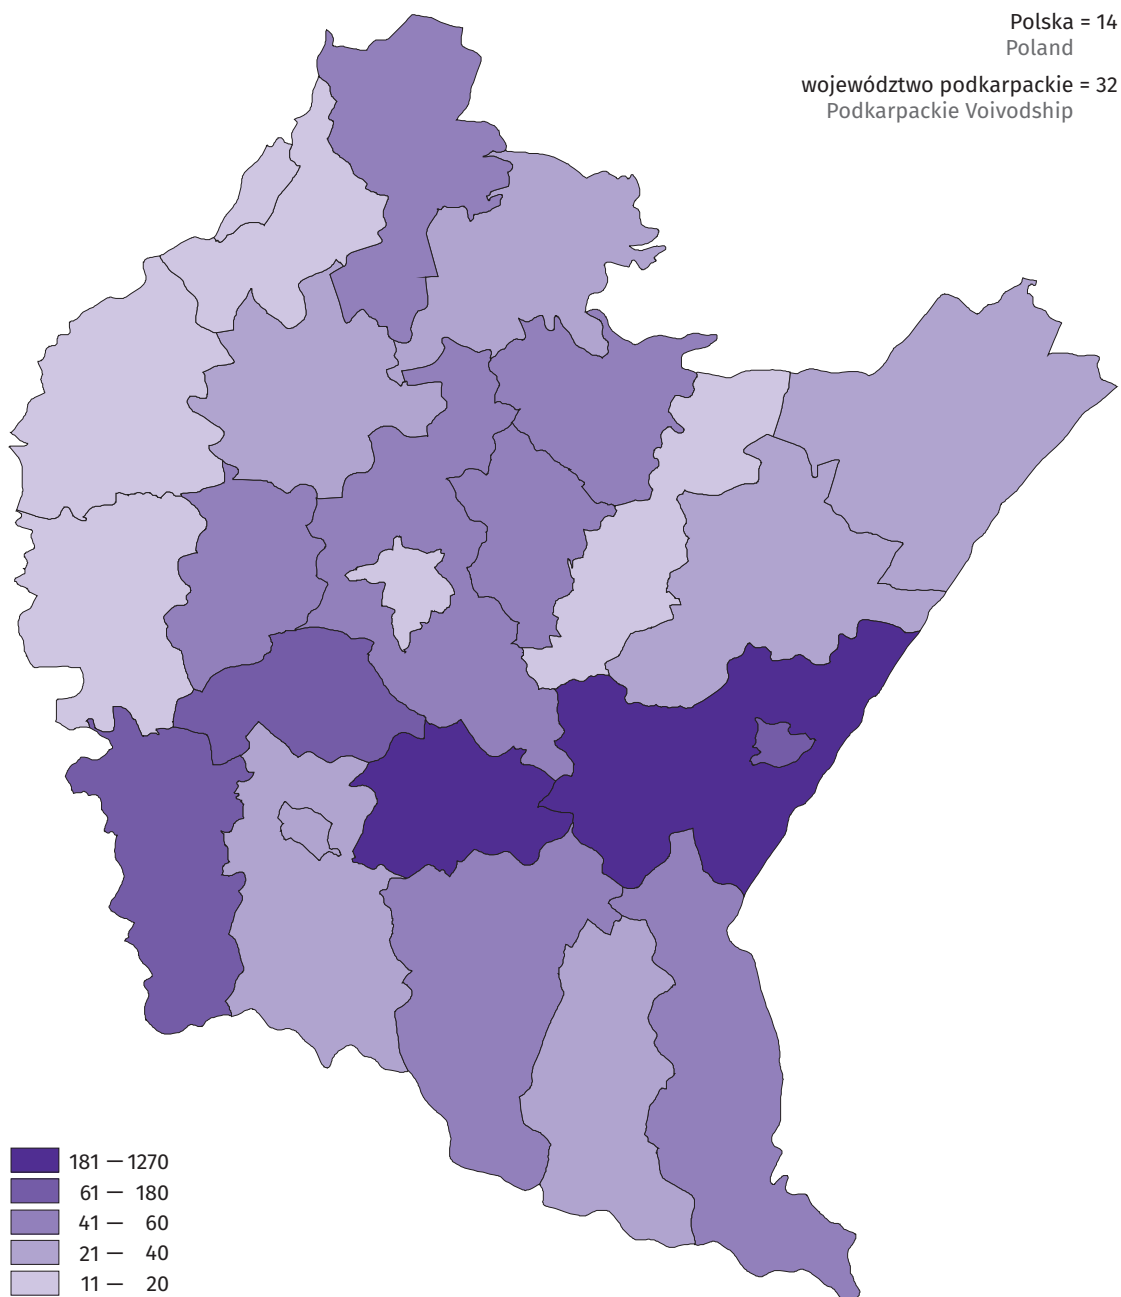 Polska = 14
Poland
województwo podkarpackie = 32
Podkarpackie Voivodship
181 — 1270
61 — 180
41 — 60
21 — 40
11 — 20